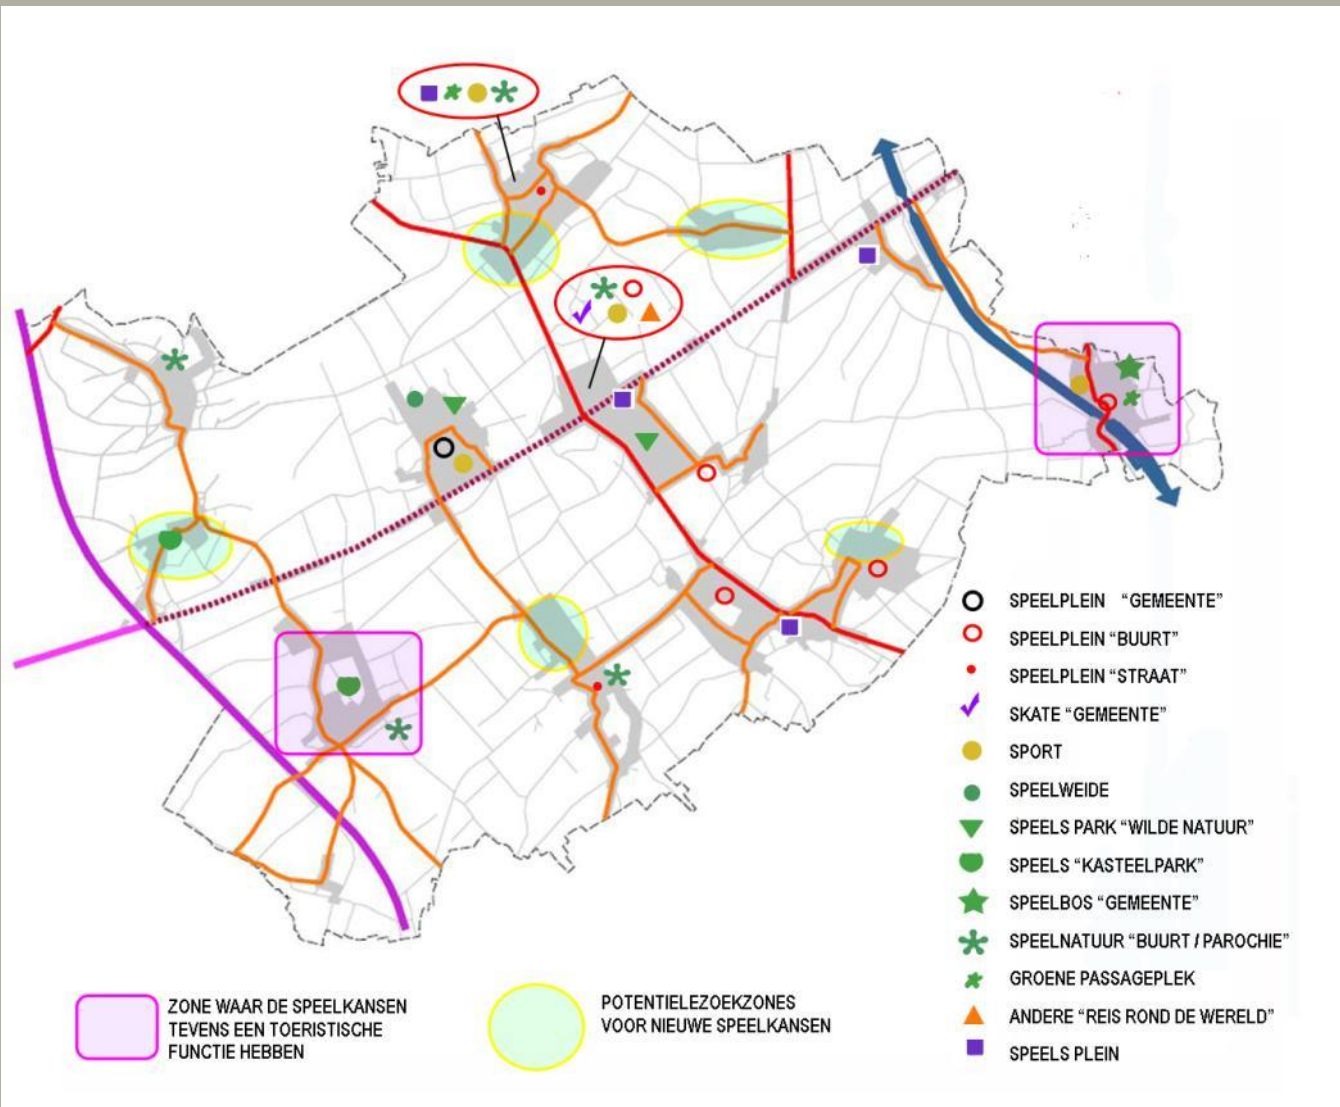 SPEELPLEIN “GEMEENTE”
SPEELPLEIN “BUURT”
SPEELPLEIN “STRAAT”
SKATE “GEMEENTE”
SPORT
SPEELWEIDE
SPEELS PARK “WILDE NATUUR”
SPEELS “KASTEELPARK”
SPEELBOS “GEMEENTE”
SPEELNATUUR “BUURT / PAROCHIE”
GROENE PASSAGEPLEK
ANDERE “REIS ROND DE WERELD”
SPEELS PLEIN
ZONE WAAR DE SPEELKANSEN
TEVENS EEN TOERISTISCHE
FUNCTIE HEBBEN
POTENTIELEZOEKZONES
VOOR NIEUWE SPEELKANSEN